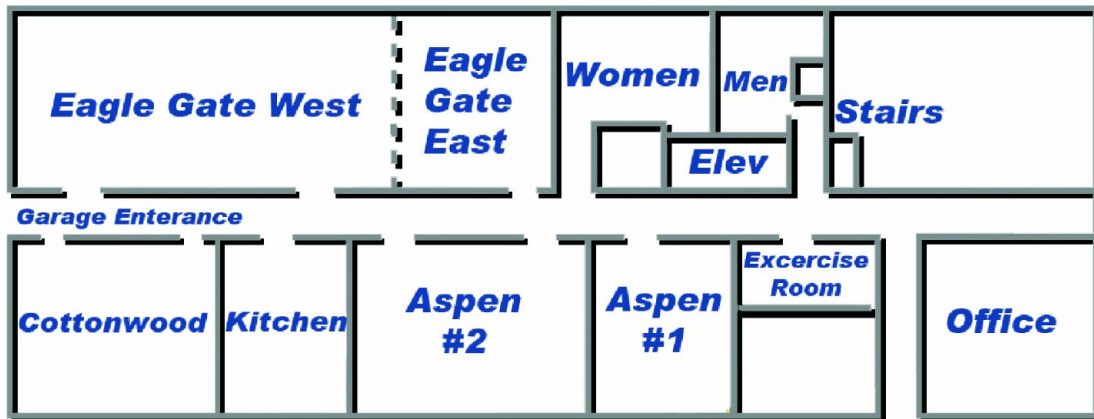 Eagle Gate West
Eagle
Gate
East
Women
Men
Stairs
Elev
Garage Enterance
Cottonwood
Kitchen
Aspen
#2
Aspen
#1
Excercise
Room
Office